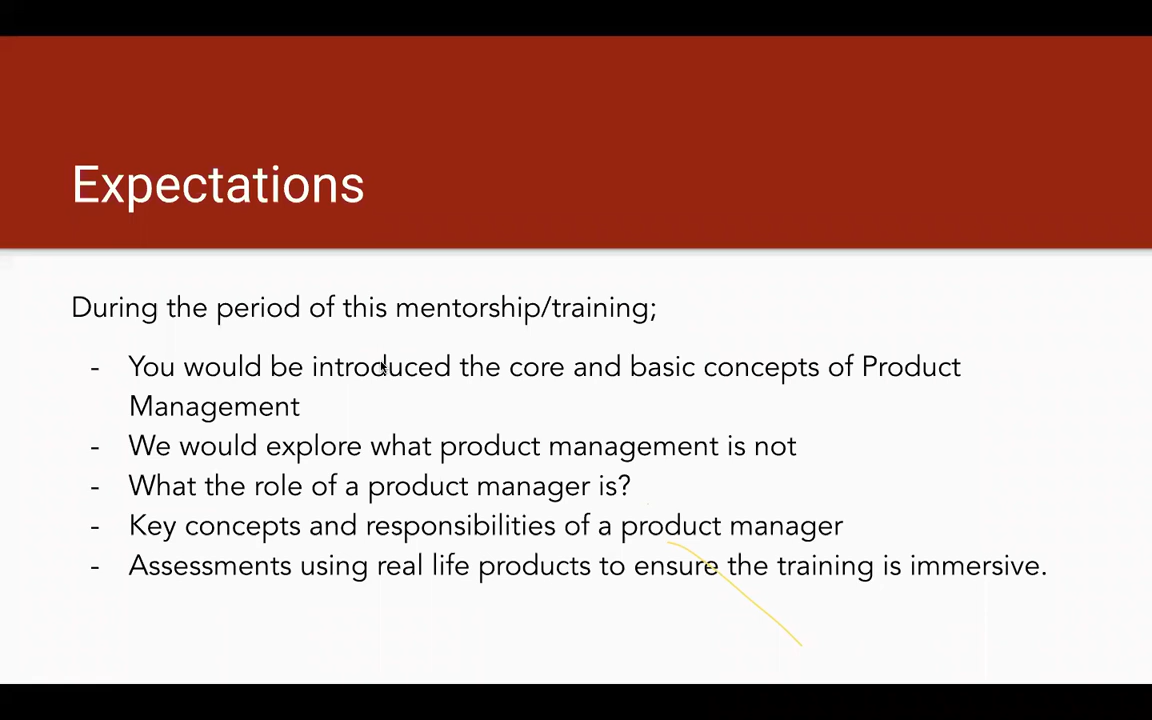 Expectations
During the period of this mentorship/training;
- You would be introduced the core and basic concepts of Product
Management
- We would explore what product management is not
- What the role of a product manager is?
- Key concepts and responsibilities of a product manager
- Assessments using real life products to ensure the training is immersive.